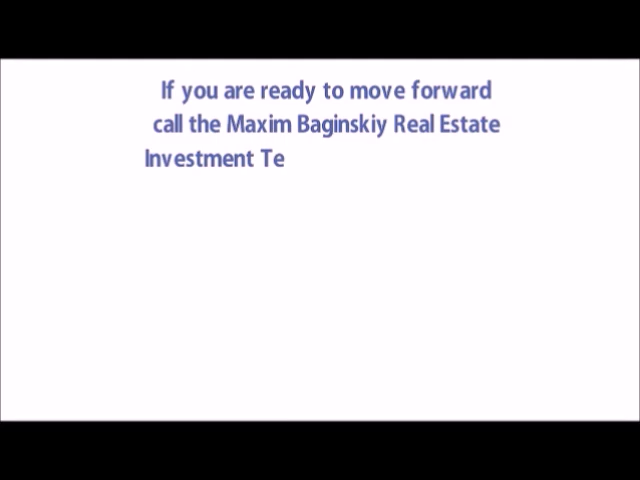 If you are ready to move forward
call the Maxim Baginskiy Real Estate
Investment Te